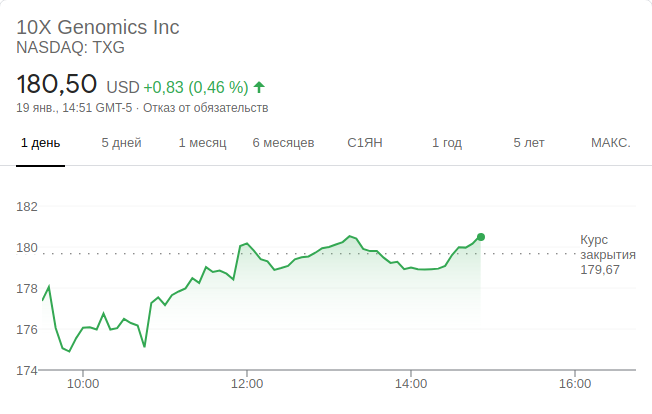 10X Genomics Inc
NASDAQ: TXG
180,50 USD +0,83 (0,46 %)
19 янв., 14:51 GMT-5 · Отказ от обязательств
1 день 5 дней 1 месяц 6 месяцев С1ЯН 1 год 5 лет МАКС.
182
180
178
176
174
Курс
закрытия
179,67
10:00 12:00 14:00 16:00